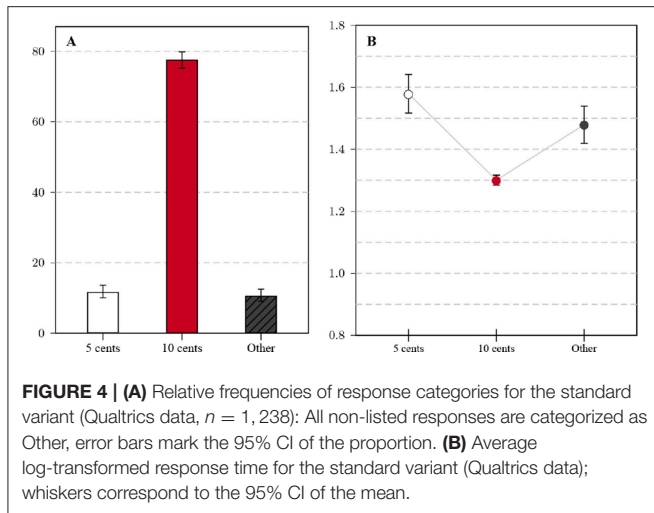 A
80
60
40
20
0
5 cents
10 cents
Other
B
1.8
1.6
1.4
1.2
1.0
0.8
5 cents
10 cents
Other
FIGURE 4 | (A) Relative frequencies of response categories for the standard
variant (Qualtrics data, n = 1, 238): All non-listed responses are categorized as
Other, error bars mark the 95% CI of the proportion. (B) Average
log-transformed response time for the standard variant (Qualtrics data);
whiskers correspond to the 95% CI of the mean.